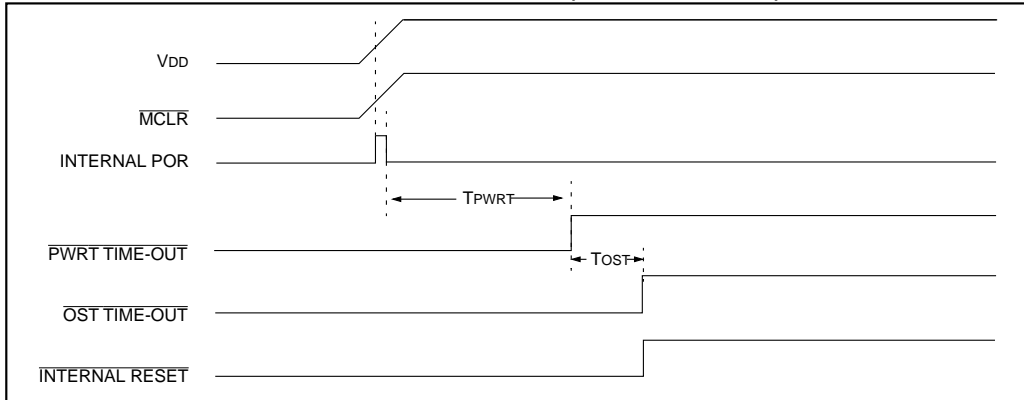 VDD
MCLR
INTERNAL POR
TPWRT
PWRT TIME-OUT
TOST
OST TIME-OUT
INTERNAL RESET